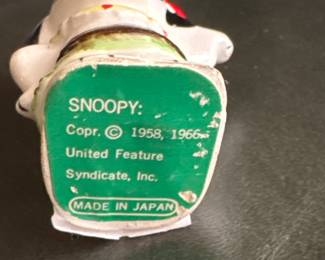 SNOOPY:
Copr. © 1958, 1966
United Feature
Syndicate, Inc.
MADE IN JAPAN